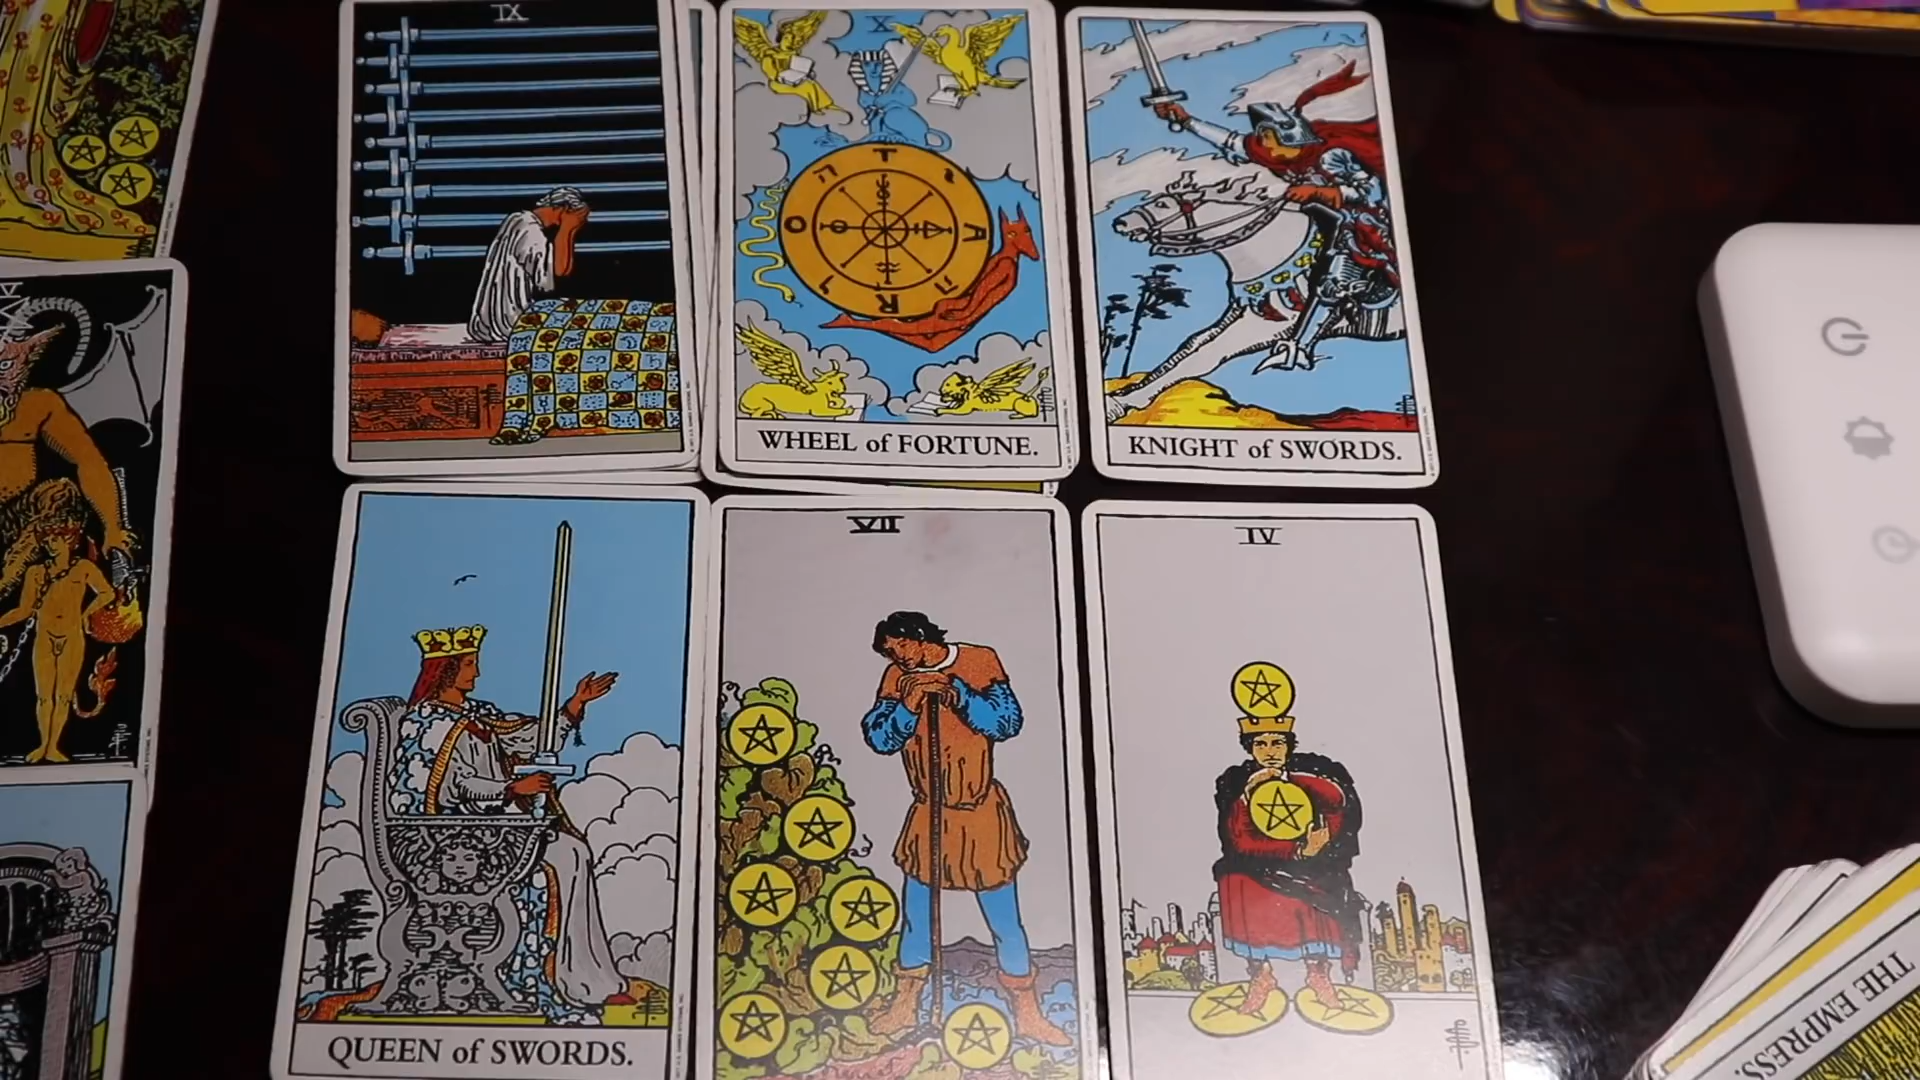 IX
X
WHEEL of FORTUNE.
KNIGHT of SWORDS.
QUEEN of SWORDS.
VII
IV
THE EMPRESS.
T
A
R
O